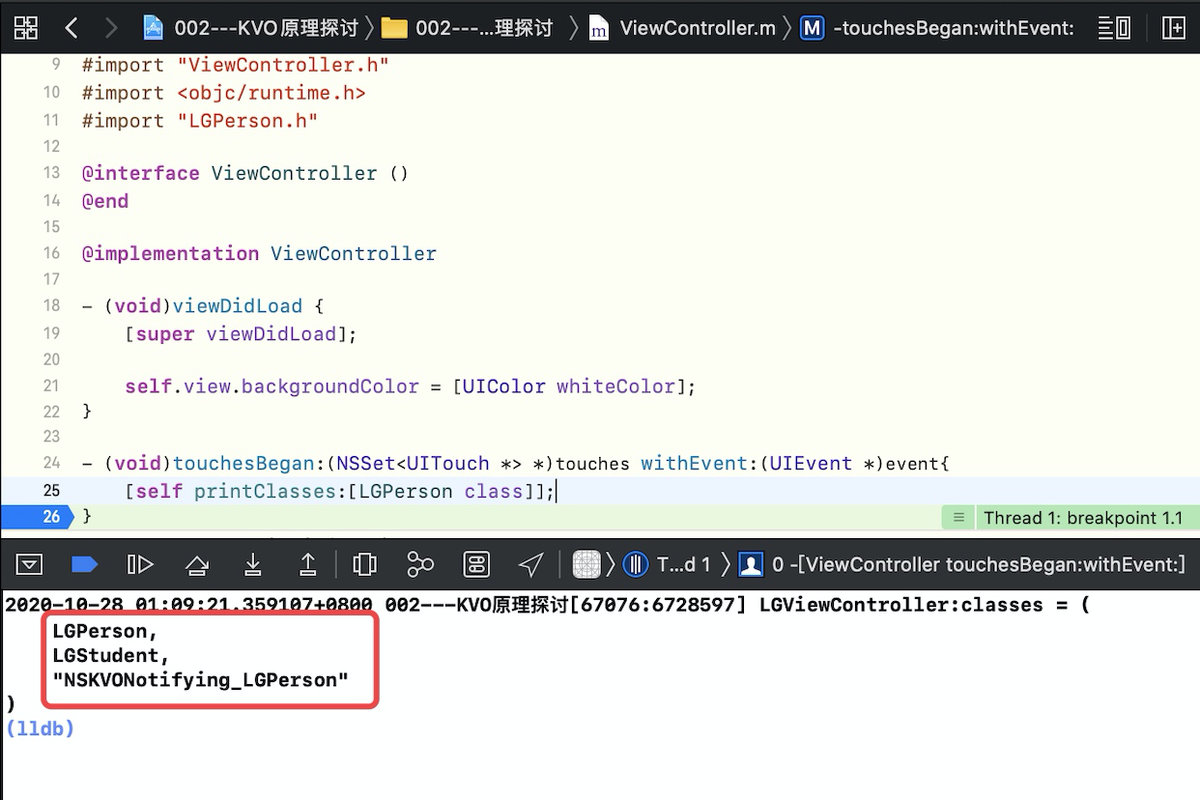 002---KVO原理探讨 002---...理探讨 ViewController.m M -touchesBegan:withEvent:
9 #import "ViewController.h"
10 #import <objc/runtime.h>
11 #import "LGPerson.h"
12
13 @interface ViewController ()
14 @end
15
16 @implementation ViewController
17
18 - (void)viewDidLoad {
19 [super viewDidLoad];
20
21 self.view.backgroundColor = [UIColor whiteColor];
22 }
23
24 - (void)touchesBegan:(NSSet<UITouch *> *)touches withEvent:(UIEvent *)event{
25 [self printClasses:[LGPerson class]];
26 } Thread 1: breakpoint 1.1
T...d 1 0 -[ViewController touchesBegan:withEvent:]
2020-10-28 01:09:21.359107+0800 002---KVO原理探讨[67076:6728597] LGViewController:classes = (
LGPerson,
LGStudent,
"NSKVONotifying_LGPerson"
)
(lldb)